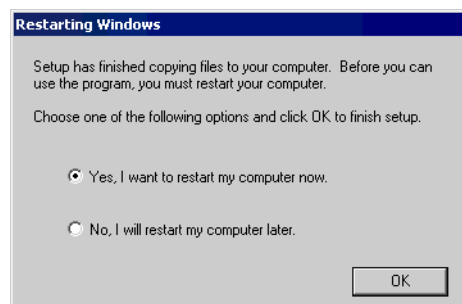 Restarting Windows
Setup has finished copying files to your computer.  Before you can
use the program, you must restart your computer.
Choose one of the following options and click OK to finish setup.
Yes, I want to restart my computer now.
No, I will restart my computer later.
OK